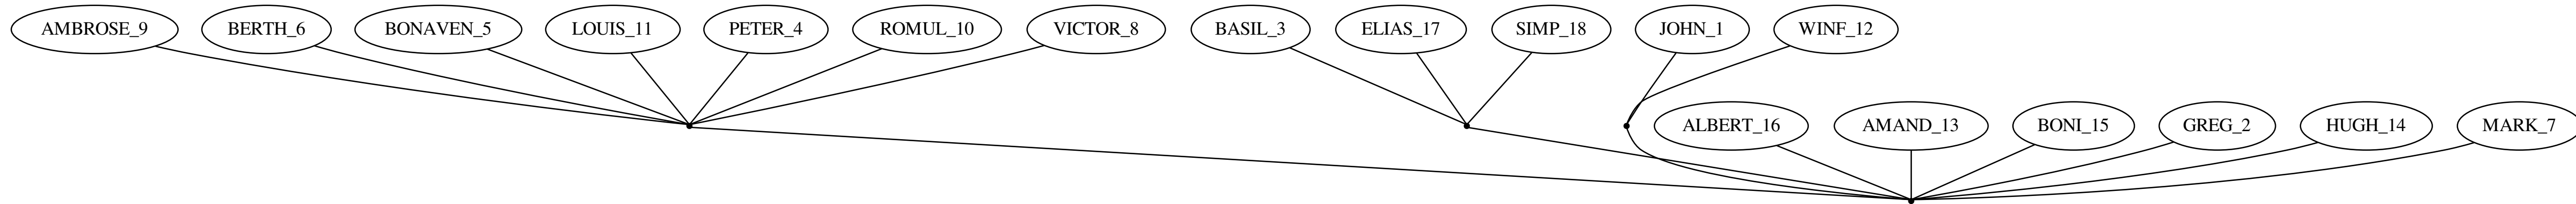 AMBROSE_9 BERTH_6 BONAVEN_5 LOUIS_11 PETER_4 ROMUL_10 VICTOR_8 BASIL_3 ELIAS_17 SIMP_18 JOHN_1 WINF_12
ALBERT_16 AMAND_13 BONI_15 GREG_2 HUGH_14 MARK_7